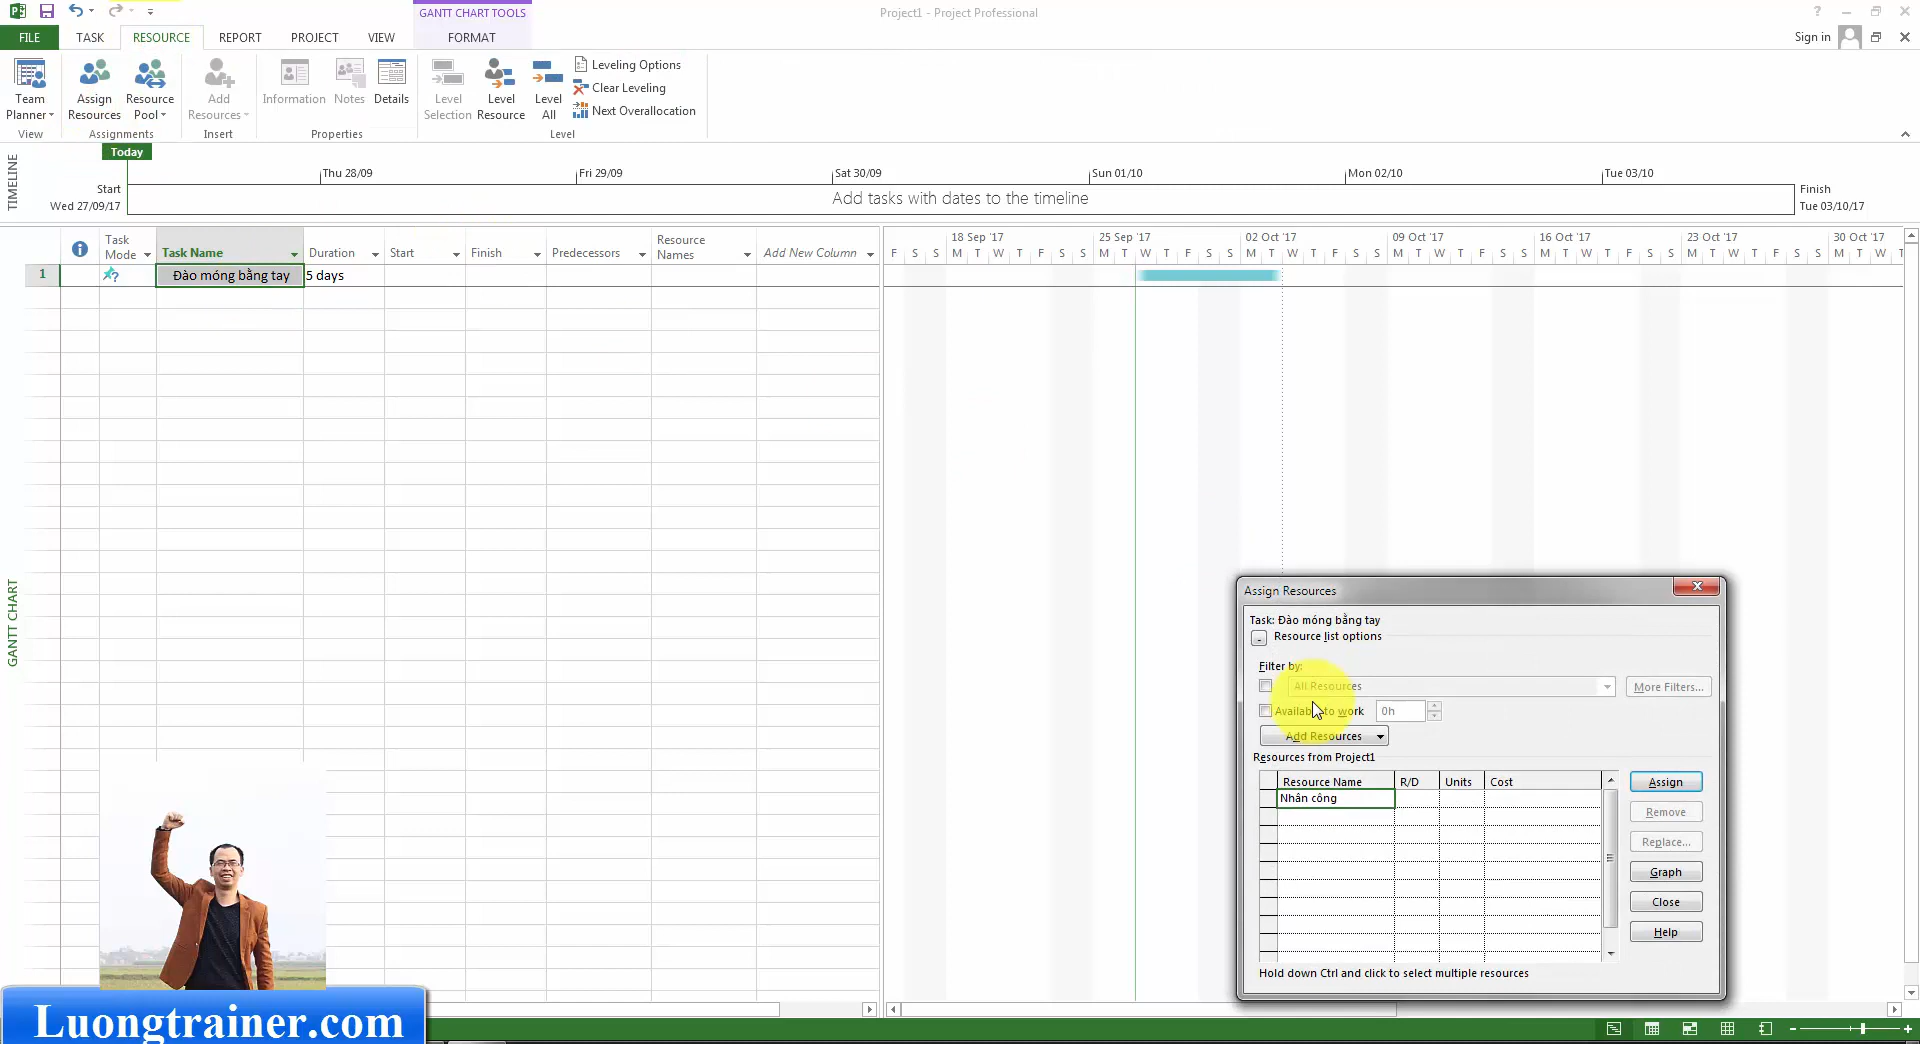 GANTT CHART TOOLS
Project1 - Project Professional
FILE TASK RESOURCE REPORT PROJECT VIEW FORMAT
Sign in
Team Planner
Assign Resources
Resource Pool
Add Resources
Information
Notes
Details
Level Selection
Level Resource
Level All
Leveling Options
Clear Leveling
Next Overallocation
View
Assignments
Insert
Properties
Level
TIMELINE
Today
Start
Wed 27/09/17
Thu 28/09
Fri 29/09
Sat 30/09
Sun 01/10
Mon 02/10
Tue 03/10
Add tasks with dates to the timeline
Finish
Tue 03/10/17
GANTT CHART
Task Mode
Task Name
Duration
Start
Finish
Predecessors
Resource Names
Add New Column
1
Đào móng bằng tay
5 days
18 Sep '17
25 Sep '17
02 Oct '17
09 Oct '17
16 Oct '17
23 Oct '17
30 Oct '17
F S S M T W T F S S M T W T F S S M T W T F S S M T W T F S S M T W T F S S M T W T F S S M T W T
Assign Resources
Task: Đào móng bằng tay
Resource list options
Filter by:
All Resources
More Filters...
Available to work
0h
Add Resources
Resources from Project1
Resource Name R/D Units Cost
Nhân công
Assign
Remove
Replace...
Graph
Close
Help
Hold down Ctrl and click to select multiple resources
Luongtrainer.com